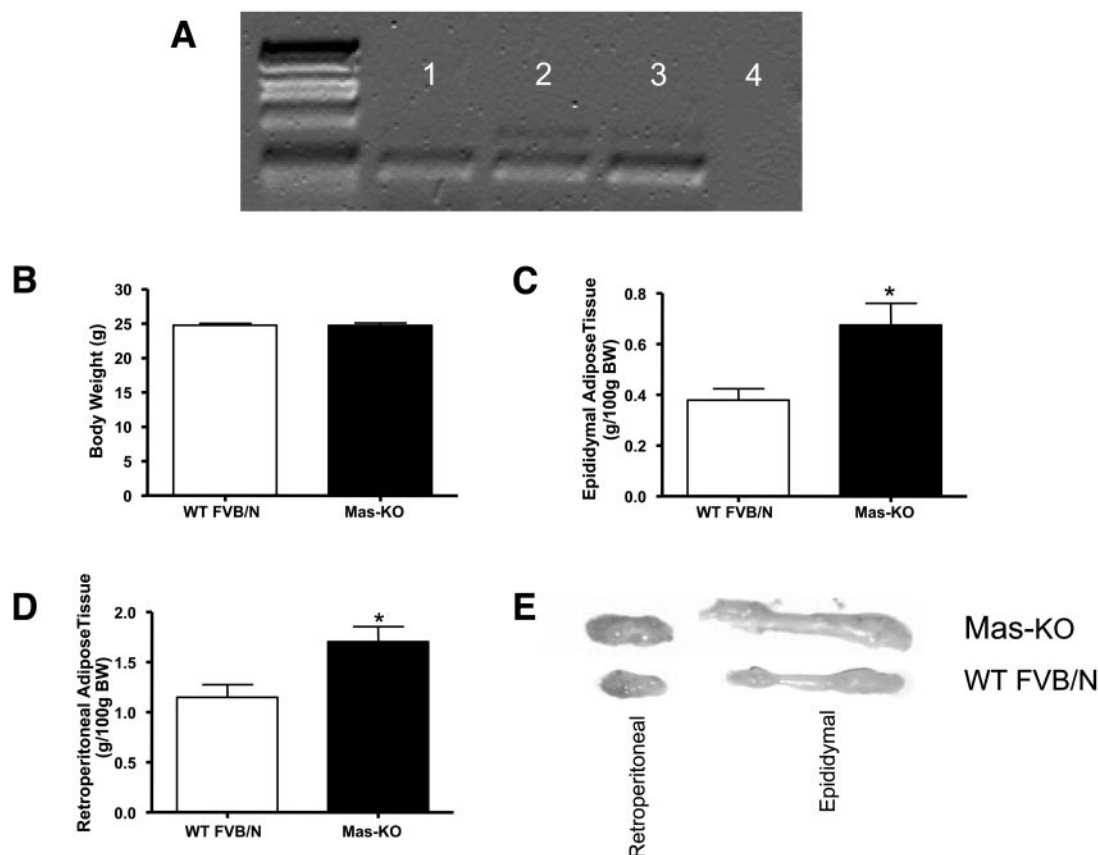 A
1 2 3 4
B
Body Weight (g)
30
25
20
15
10
5
0
WT FVB/N Mas-KO
C
Epididymal AdiposeTissue
(g/100g BW)
0.8
0.6
0.4
0.2
0.0
*
WT FVB/N Mas-KO
D
Retroperitoneal AdiposeTissue
(g/100g BW)
2.0
1.5
1.0
0.5
0.0
*
WT FVB/N Mas-KO
E
Mas-KO
WT FVB/N
Retroperitoneal
Epididymal